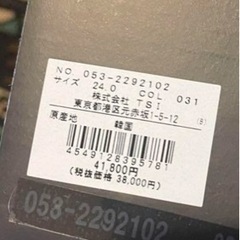 NO. 053-2292102
サイズ 24.0 COL 031
株式会社 TSI
東京都港区元赤坂1-5-12 (S)
原産地 韓国
4549128395781
41,800円
(税抜価格 38,000円)
058-2292102